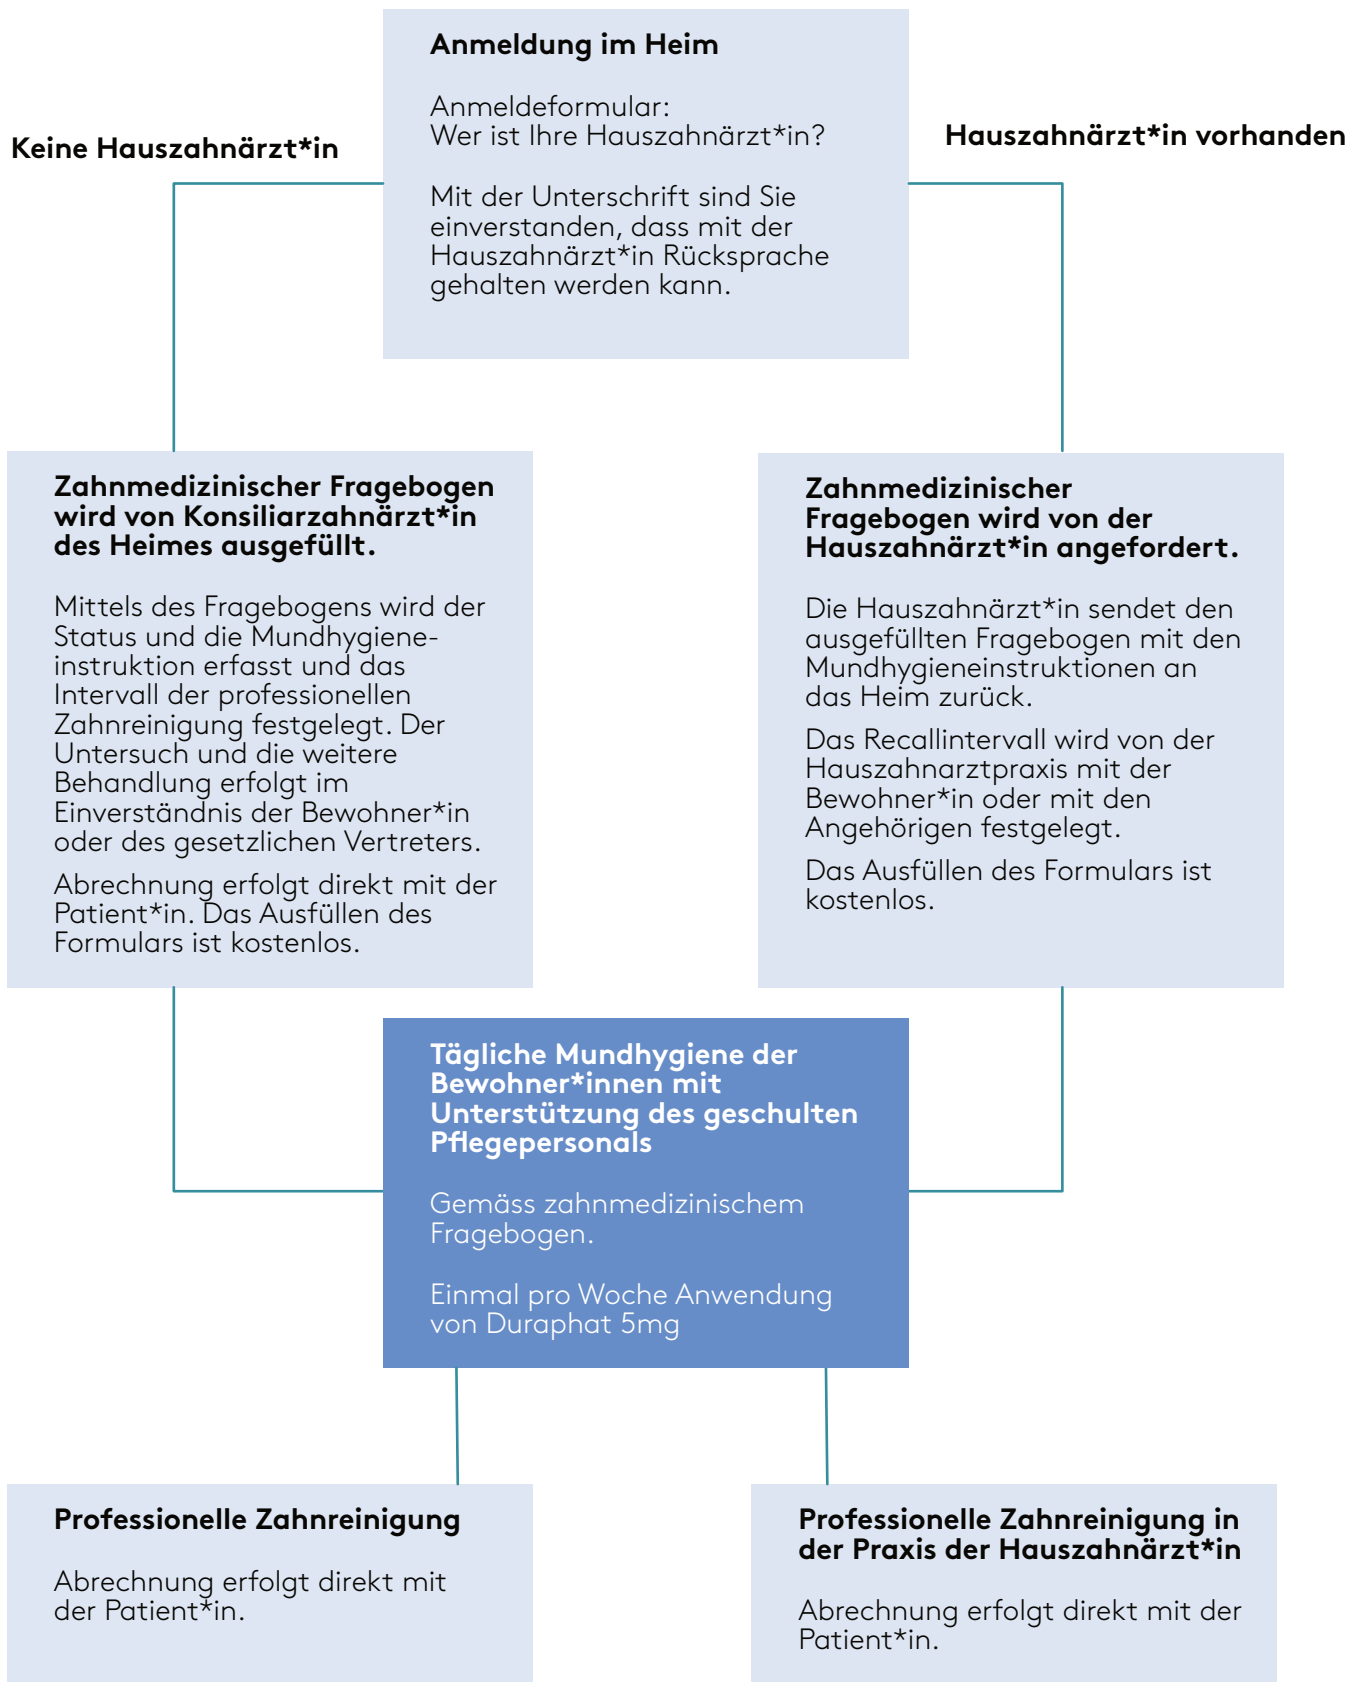 Anmeldung im Heim
Anmeldeformular:
Wer ist Ihre Hauszahnärzt*in?
Mit der Unterschrift sind Sie
einverstanden, dass mit der
Hauszahnärzt*in Rücksprache
gehalten werden kann.
Keine Hauszahnärzt*in
Hauszahnärzt*in vorhanden
Zahnmedizinischer Fragebogen
wird von Konsiliarzahnärzt*in
des Heimes ausgefüllt.
Mittels des Fragebogens wird der
Status und die Mundhygiene-
instruktion erfasst und das
Intervall der professionellen
Zahnreinigung festgelegt. Der
Untersuch und die weitere
Behandlung erfolgt im
Einverständnis der Bewohner*in
oder des gesetzlichen Vertreters.
Abrechnung erfolgt direkt mit der
Patient*in. Das Ausfüllen des
Formulars ist kostenlos.
Zahnmedizinischer
Fragebogen wird von der
Hauszahnärzt*in angefordert.
Die Hauszahnärzt*in sendet den
ausgefüllten Fragebogen mit den
Mundhygieneinstruktionen an
das Heim zurück.
Das Recallintervall wird von der
Hauszahnarztpraxis mit der
Bewohner*in oder mit den
Angehörigen festgelegt.
Das Ausfüllen des Formulars ist
kostenlos.
Tägliche Mundhygiene der
Bewohner*innen mit
Unterstützung des geschulten
Pflegepersonals
Gemäss zahnmedizinischem
Fragebogen.
Einmal pro Woche Anwendung
von Duraphat 5mg
Professionelle Zahnreinigung
Abrechnung erfolgt direkt mit
der Patient*in.
Professionelle Zahnreinigung in
der Praxis der Hauszahnärzt*in
Abrechnung erfolgt direkt mit der
Patient*in.